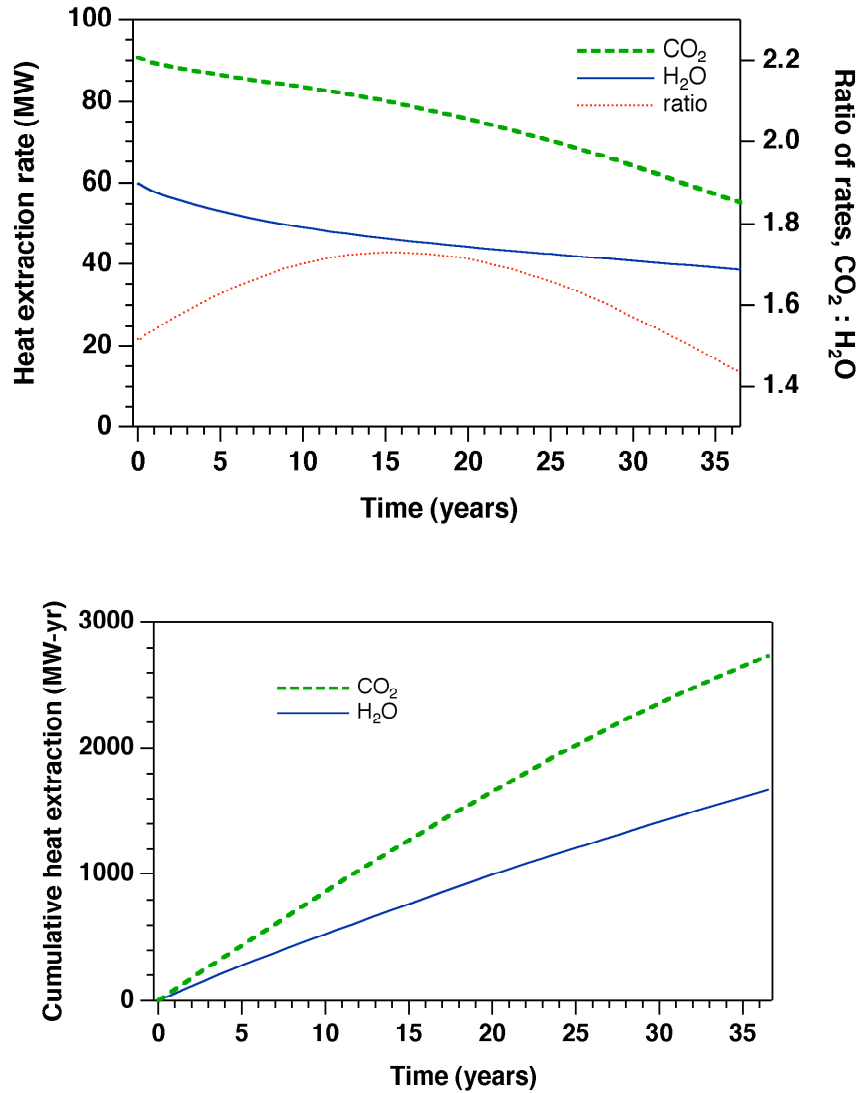 Heat extraction rate (MW)
100
80
60
40
20
0
CO₂
H₂O
ratio
2.2
2.0
1.8
1.6
1.4
Ratio of
rates, CO₂ : H₂O
0 5 10 15 20 25 30 35
Time (years)
Cumulative heat extraction (MW-yr)
3000
2000
1000
0
CO₂
H₂O
0 5 10 15 20 25 30 35
Time (years)